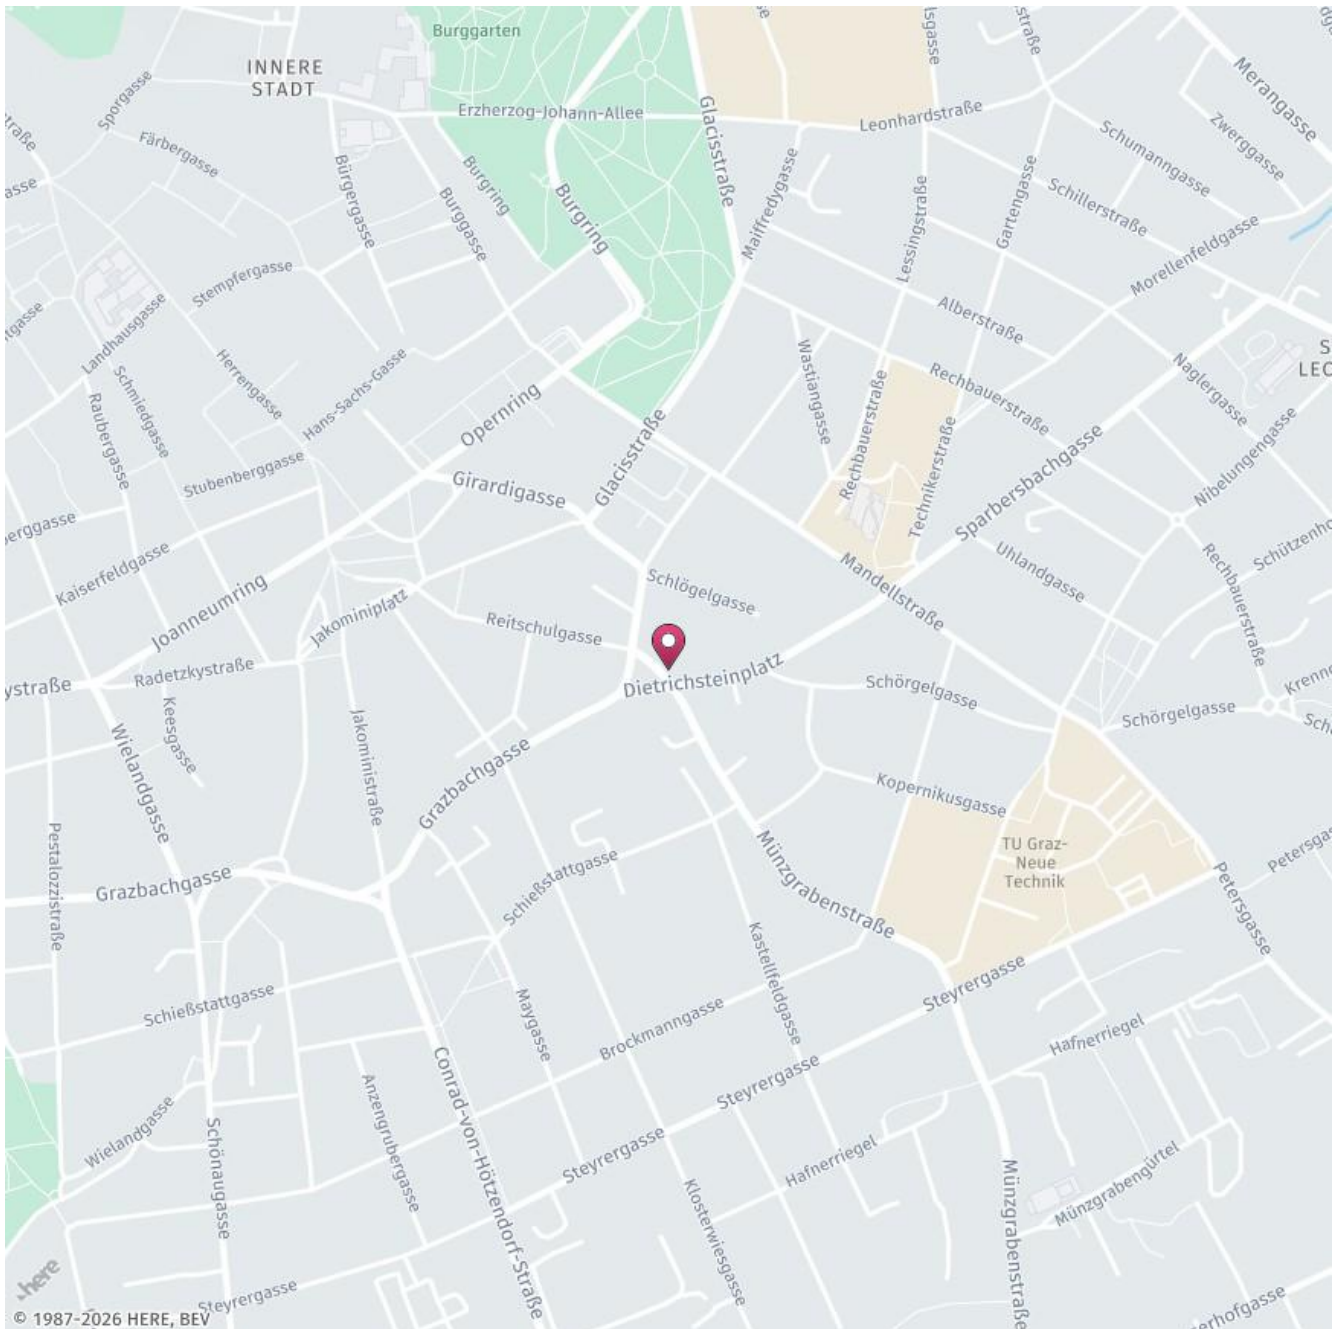 Burggarten
INNERE
STADT
Sporgasse
Erzherzog-Johann-Allee
Glacisstraße
Leonhardstraße
Merangasse
Zwerggasse
Schumanngasse
Färbergasse
Bürgergasse
Burggasse
Burgring
Burgring
Maiffredygasse
Lessingstraße
Gartengasse
Schillerstraße
Morellenfeldgasse
Stempfergasse
Landhausgasse
Herrengasse
Hans-Sachs-Gasse
Schmiedgasse
Raubergasse
Stubenberggasse
Opernring
Girardigasse
Glacisstraße
Wastiangasse
Alberstraße
Rechbauerstraße
Rechbauerstraße
Technikerstraße
Sparbersbachgasse
Naglergasse
Nibelungengasse
Kaiserfeldgasse
Joanneumring
Jakominiplatz
Reitschulgasse
Schlögelgasse
Mandellstraße
Uhlandgasse
Rechbauerstraße
Radetzkystraße
Keesgasse
Wielandgasse
Jakoministraße
Dietrichsteinplatz
Schörgelgasse
Schörgelgasse
Grazbachgasse
Kopernikusgasse
TU Graz-
Neue
Technik
Pestalozzistraße
Grazbachgasse
Schießstattgasse
Münzgrabenstraße
Petersgasse
Schießstattgasse
Maygasse
Kastellfeldgasse
Brockmanngasse
Steyrergasse
Hafnerriegel
Wielandgasse
Schönaugasse
Anzengrubergasse
Conrad-von-Hötzendorf-Straße
Steyrergasse
Steyrergasse
Klosterwiesgasse
Hafnerriegel
Münzgrabenstraße
Münzgrabengürtel
Steyrergasse
here
© 1987-2026 HERE, BEV